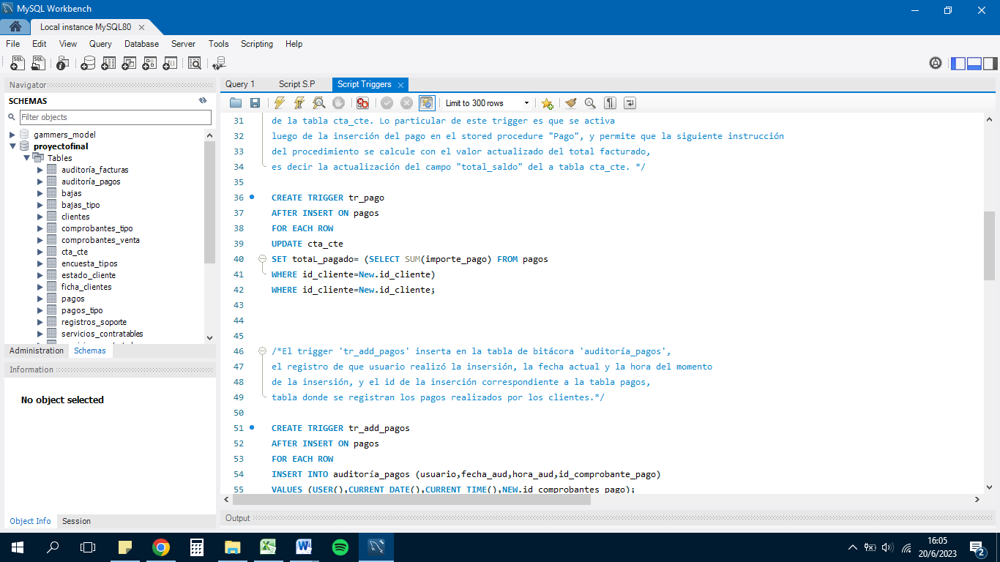 MySQL Workbench
Local instance MySQL80
File Edit View Query Database Server Tools Scripting Help
Navigator
SCHEMAS
Filter objects
gammers_model
proyectofinal
Tables
auditoría_facturas
auditoría_pagos
bajas
bajas_tipo
clientes
comprobantes_tipo
comprobantes_venta
cta_cte
encuesta_tipos
estado_cliente
ficha_clientes
pagos
pagos_tipo
registros_soporte
servicios_contratables
Administration Schemas
Information
No object selected
Object Info Session
Query 1 Script S.P Script Triggers
Limit to 300 rows
31 de la tabla cta_cte. Lo particular de este trigger es que se activa
32 luego de la inserción del pago en el stored procedure "Pago", y permite que la siguiente instrucción
33 del procedimiento se calcule con el valor actualizado del total facturado,
34 es decir la actualización del campo "total_saldo" del a tabla cta_cte. */
35
36 CREATE TRIGGER tr_pago
37 AFTER INSERT ON pagos
38 FOR EACH ROW
39 UPDATE cta_cte
40 SET totaL_pagado= (SELECT SUM(importe_pago) FROM pagos
41 WHERE id_cliente=New.id_cliente)
42 WHERE id_cliente=New.id_cliente;
43
44
45
46 /*El trigger 'tr_add_pagos' inserta en la tabla de bitácora 'auditoría_pagos',
47 el registro de que usuario realizó la insersión, la fecha actual y la hora del momento
48 de la insersión, y el id de la inserción correspondiente a la tabla pagos,
49 tabla donde se registran los pagos realizados por los clientes.*/
50
51 CREATE TRIGGER tr_add_pagos
52 AFTER INSERT ON pagos
53 FOR EACH ROW
54 INSERT INTO auditoría_pagos (usuario,fecha_aud,hora_aud,id_comprobante_pago)
55 VALUES (USER(),CURRENT_DATE(),CURRENT_TIME(),NEW.id_comprobantes_pago);
Output
16:05
20/6/2023
2